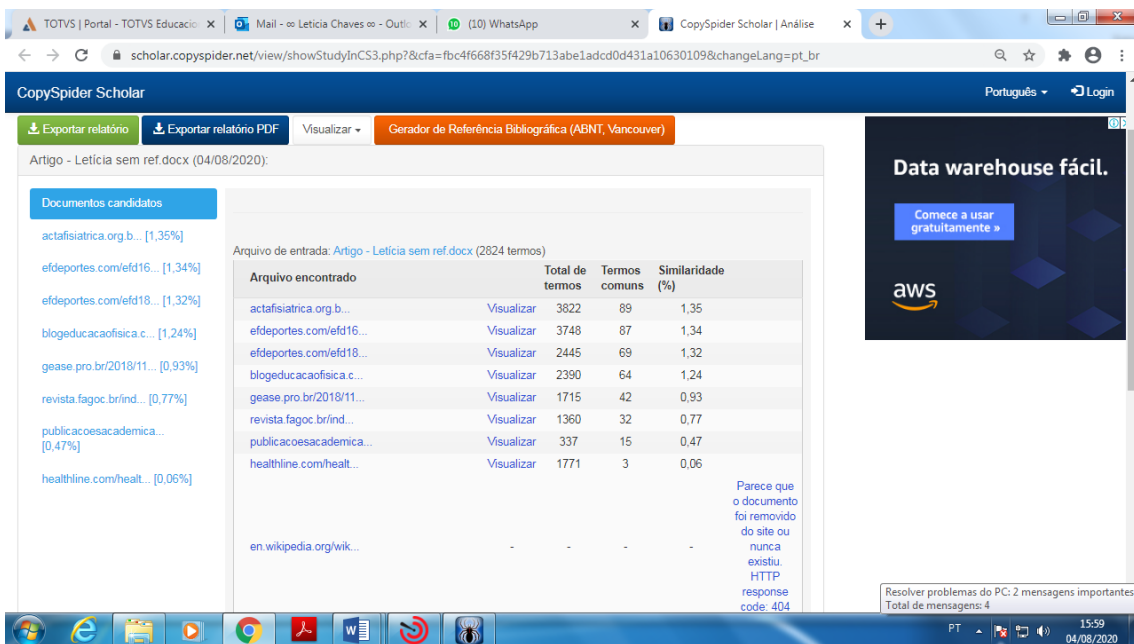 TOTVS | Portal - TOTVS Educacio
Mail - ∞ Leticia Chaves ∞ - Outlo
(10) WhatsApp
CopySpider Scholar | Análise
scholar.copyspider.net/view/showStudyInCS3.php?&cfa=fbc4f668f35f429b713abe1adcd0d431a10630109&changeLang=pt_br
CopySpider Scholar
Português
Login
Exportar relatório
Exportar relatório PDF
Visualizar
Gerador de Referência Bibliográfica (ABNT, Vancouver)
Artigo - Letícia sem ref.docx (04/08/2020):
Documentos candidatos
actafisiatrica.org.b... [1,35%]
efdeportes.com/efd16... [1,34%]
efdeportes.com/efd18... [1,32%]
blogeducacaofisica.c... [1,24%]
gease.pro.br/2018/11... [0,93%]
revista.fagoc.br/ind... [0,77%]
publicacoesacademica...
[0,47%]
healthline.com/healt... [0,06%]
Arquivo de entrada: Artigo - Letícia sem ref.docx (2824 termos)
Arquivo encontrado Total de termos Termos comuns Similaridade (%)
actafisiatrica.org.b... Visualizar 3822 89 1,35
efdeportes.com/efd16... Visualizar 3748 87 1,34
efdeportes.com/efd18... Visualizar 2445 69 1,32
blogeducacaofisica.c... Visualizar 2390 64 1,24
gease.pro.br/2018/11... Visualizar 1715 42 0,93
revista.fagoc.br/ind... Visualizar 1360 32 0,77
publicacoesacademica... Visualizar 337 15 0,47
healthline.com/healt... Visualizar 1771 3 0,06
en.wikipedia.org/wik... - - - -
Parece que
o documento
foi removido
do site ou
nunca
existiu.
HTTP
response
code: 404
Data warehouse fácil.
Comece a usar
gratuitamente »
aws
Resolver problemas do PC: 2 mensagens importantes
Total de mensagens: 4
PT
15:59
04/08/2020